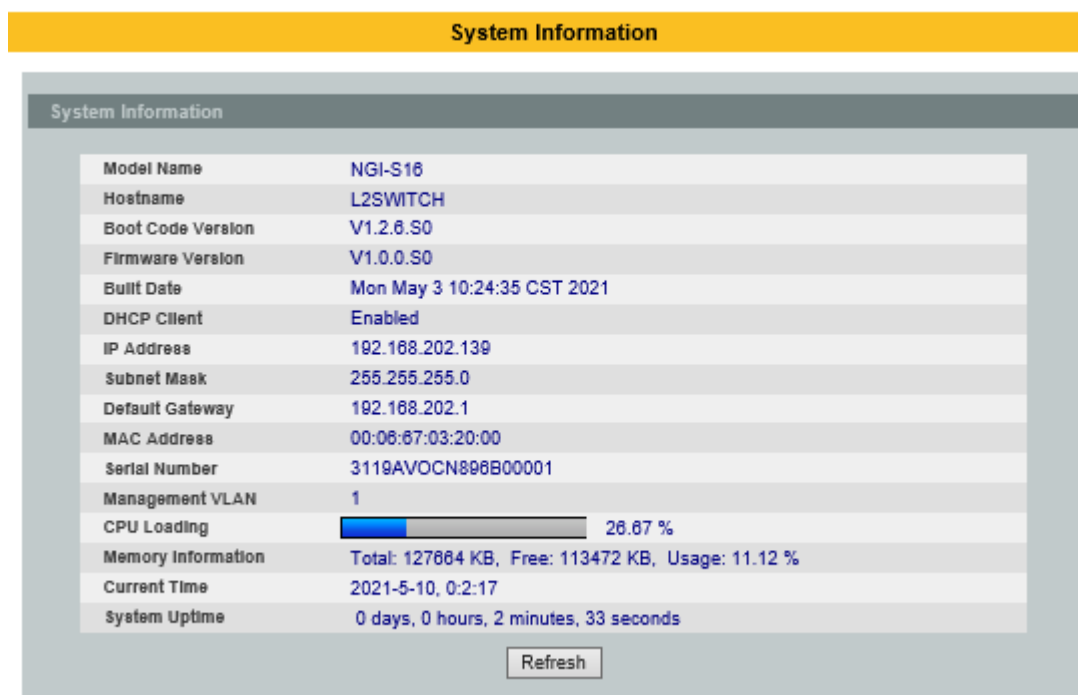 System Information
System Information
Model Name NGI-S16
Hostname L2SWITCH
Boot Code Version V1.2.6.S0
Firmware Version V1.0.0.S0
Built Date Mon May 3 10:24:35 CST 2021
DHCP Client Enabled
IP Address 192.168.202.139
Subnet Mask 255.255.255.0
Default Gateway 192.168.202.1
MAC Address 00:06:67:03:20:00
Serial Number 3119AVOCN896B00001
Management VLAN 1
CPU Loading 26.67 %
Memory Information Total: 127664 KB, Free: 113472 KB, Usage: 11.12 %
Current Time 2021-5-10, 0:2:17
System Uptime 0 days, 0 hours, 2 minutes, 33 seconds
Refresh